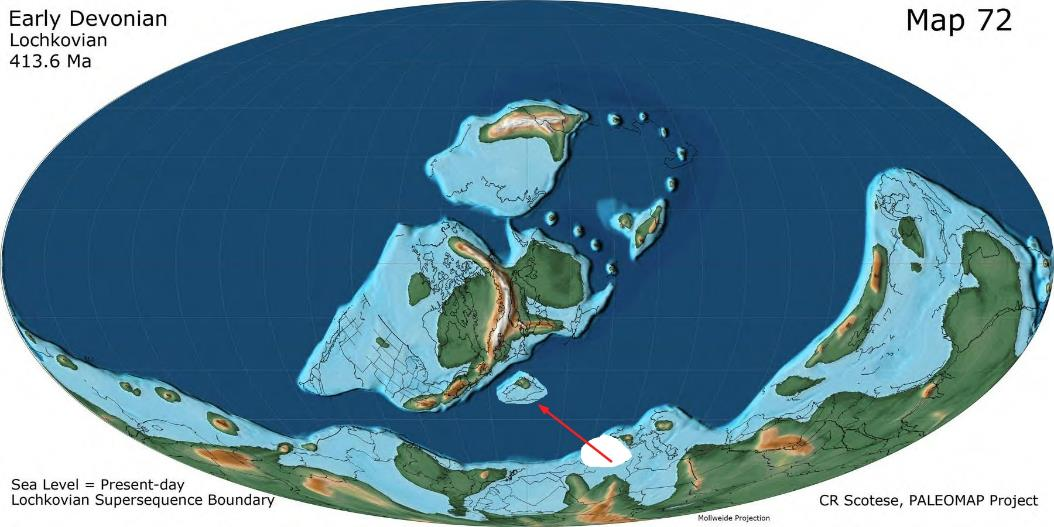 Early Devonian
Lochkovian
413.6 Ma
Map 72
Sea Level = Present-day
Lochkovian Supersequence Boundary
CR Scotese, PALEOMAP Project
Mollweide Projection